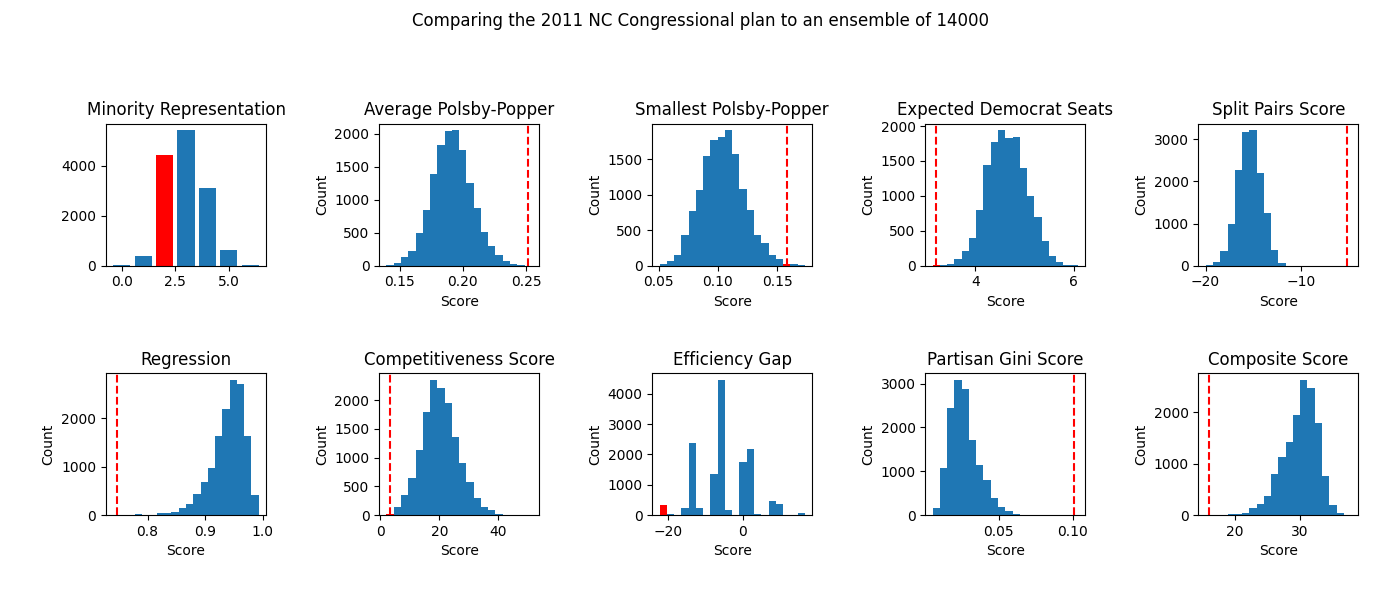 Comparing the 2011 NC Congressional plan to an ensemble of 14000
Minority Representation
4000
2000
0
0.0 2.5 5.0
Average Polsby-Popper
Count
2000
1500
1000
500
0
0.15 0.20 0.25
Score
Smallest Polsby-Popper
Count
1500
1000
500
0
0.05 0.10 0.15
Score
Expected Democrat Seats
Count
2000
1500
1000
500
0
4 6
Score
Split Pairs Score
Count
3000
2000
1000
0
−20 −10
Score
Regression
Count
2000
1000
0
0.8 0.9 1.0
Score
Competitiveness Score
Count
2000
1500
1000
500
0
0 20 40
Score
Efficiency Gap
Count
4000
3000
2000
1000
0
−20 0
Score
Partisan Gini Score
Count
3000
2000
1000
0
0.05 0.10
Score
Composite Score
Count
2000
1000
0
20 30
Score